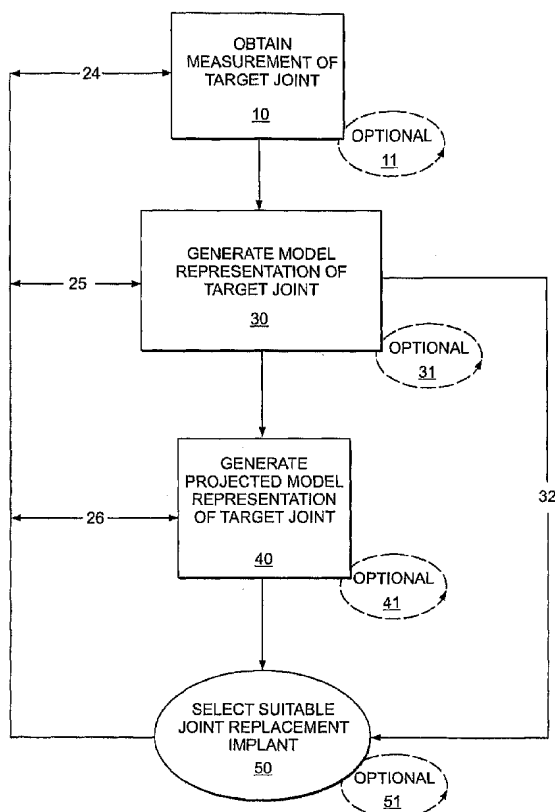 OBTAIN
MEASUREMENT OF
TARGET JOINT
10
24
OPTIONAL
11
GENERATE MODEL
REPRESENTATION OF
TARGET JOINT
30
25
OPTIONAL
31
GENERATE
PROJECTED MODEL
REPRESENTATION
OF TARGET JOINT
40
26
32
OPTIONAL
41
SELECT SUITABLE
JOINT REPLACEMENT
IMPLANT
50
OPTIONAL
51